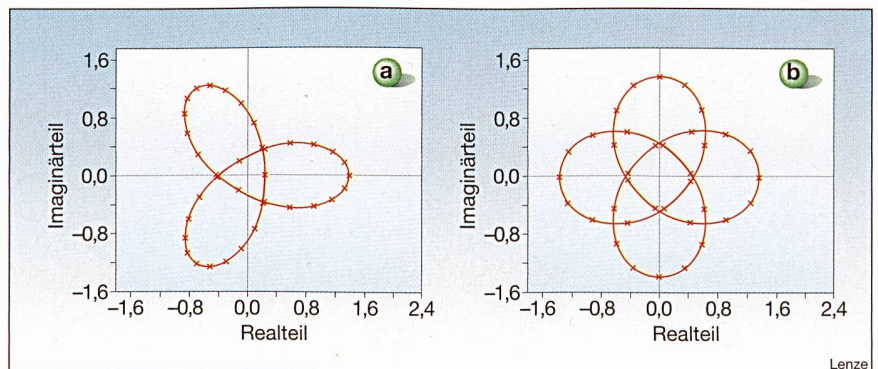 a
1,6
0,8
0,0
−0,8
−1,6
Imaginärteil
−1,6 −0,8 0,0 0,8 1,6 2,4
Realteil
b
1,6
0,8
0,0
−0,8
−1,6
Imaginärteil
−1,6 −0,8 0,0 0,8 1,6 2,4
Realteil
Lenze